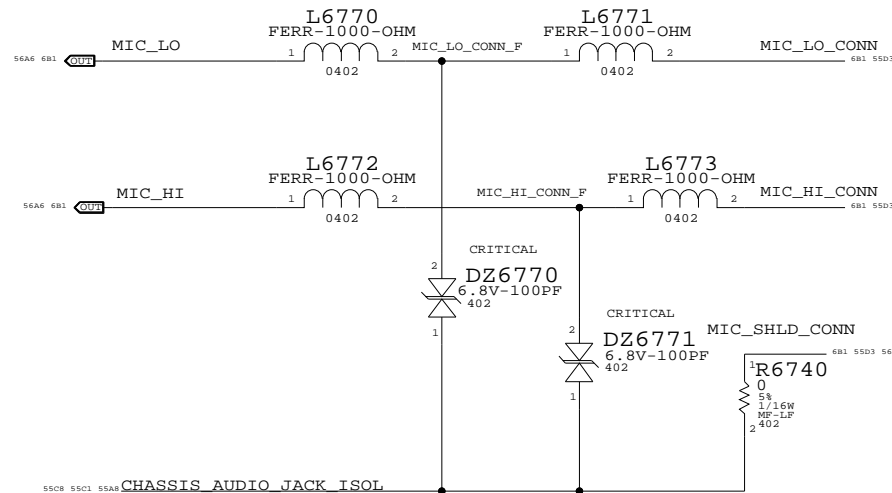 L6770
FERR-1000-OHM
MIC_LO
1 2
MIC_LO_CONN_F
0402
56A6 6B1 OUT
L6771
FERR-1000-OHM
1 2
0402
MIC_LO_CONN
6B1 55D3
L6772
FERR-1000-OHM
MIC_HI
1 2
MIC_HI_CONN_F
0402
56A6 6B1 OUT
L6773
FERR-1000-OHM
1 2
0402
MIC_HI_CONN
6B1 55D3
CRITICAL
2
DZ6770
6.8V-100PF
402
1
CRITICAL
2
DZ6771
6.8V-100PF
402
1
MIC_SHLD_CONN
6B1 55D3 56
1
R6740
0
5%
1/16W
MF-LF
402
2
55C8 55C1 55A8 CHASSIS_AUDIO_JACK_ISOL